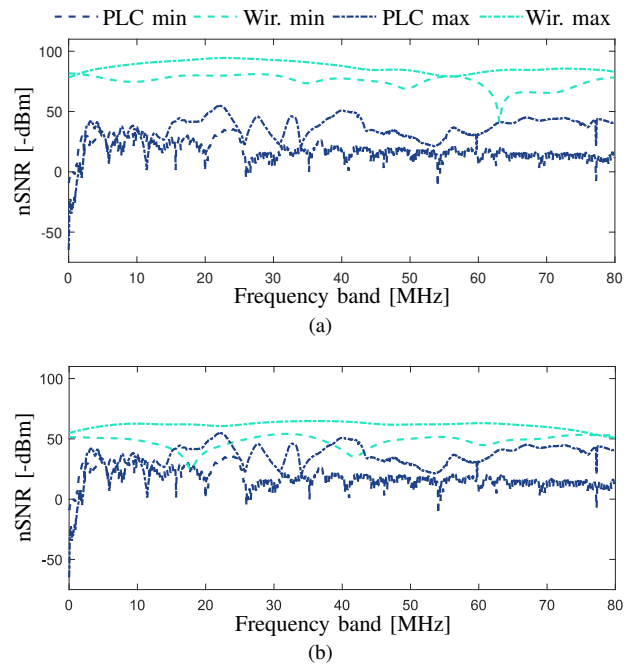 PLC min Wir. min PLC max Wir. max
100
50
0
-50
nSNR [-dBm]
0 10 20 30 40 50 60 70 80
Frequency band [MHz]
(a)
100
50
0
-50
nSNR [-dBm]
0 10 20 30 40 50 60 70 80
Frequency band [MHz]
(b)